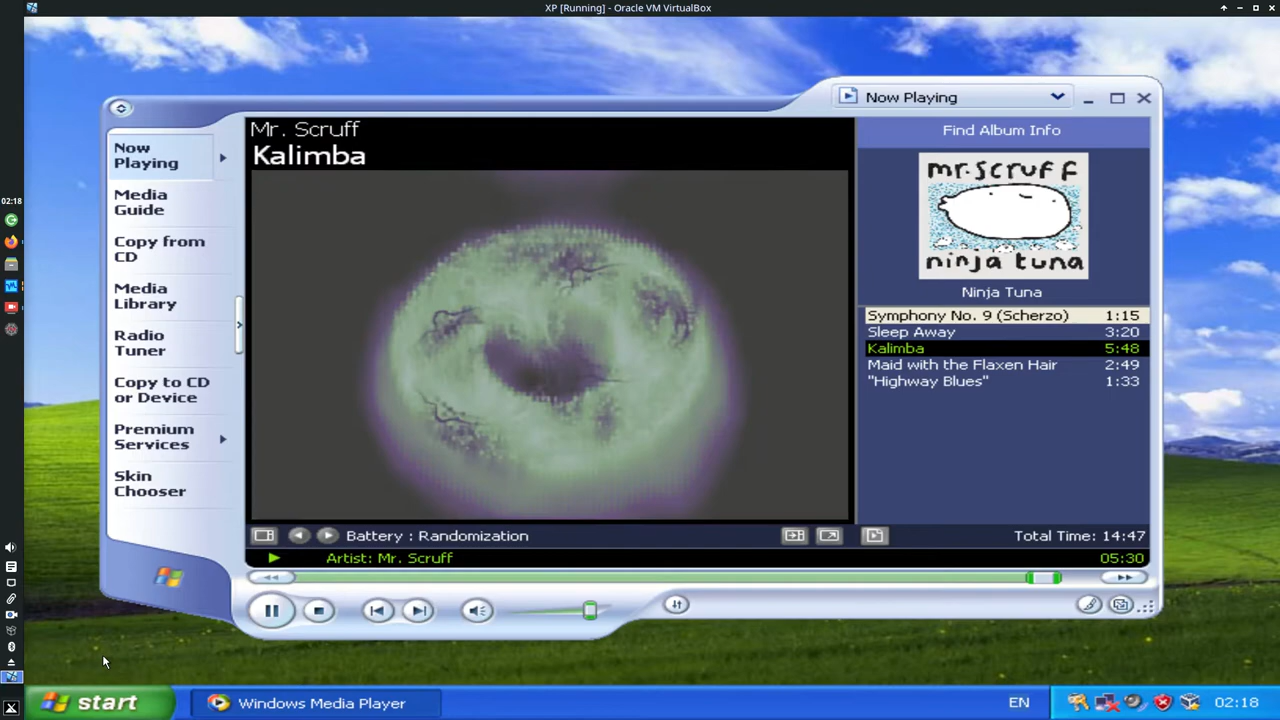 XP [Running] - Oracle VM VirtualBox
02:18
Now Playing
Now
Playing
Media
Guide
Copy from
CD
Media
Library
Radio
Tuner
Copy to CD
or Device
Premium
Services
Skin
Chooser
Mr. Scruff
Kalimba
Find Album Info
mr.scruff
ninja tuna
Ninja Tuna
Symphony No. 9 (Scherzo) 1:15
Sleep Away 3:20
Kalimba 5:48
Maid with the Flaxen Hair 2:49
"Highway Blues" 1:33
Battery : Randomization
Total Time: 14:47
Artist: Mr. Scruff
05:30
start
Windows Media Player
EN
02:18